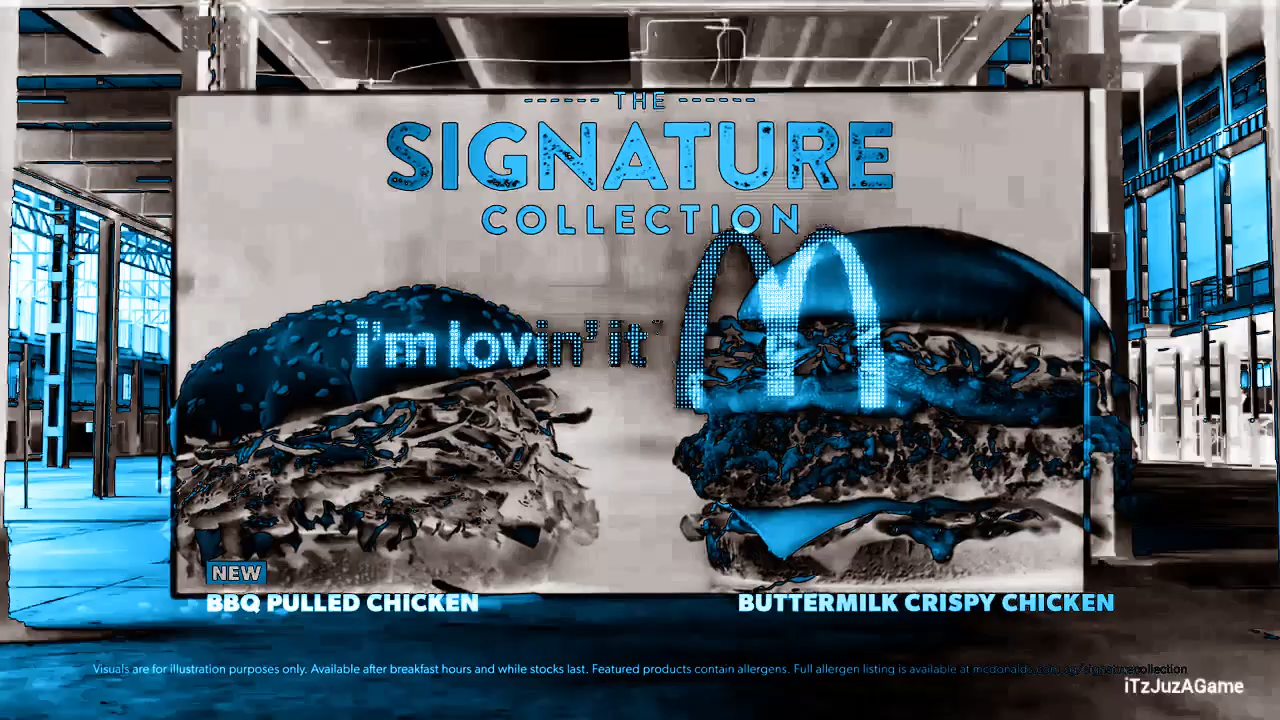 THE
SIGNATURE
COLLECTION
i'm lovin' it
NEW
BBQ PULLED CHICKEN
BUTTERMILK CRISPY CHICKEN
Visuals are for illustration purposes only. Available after breakfast hours and while stocks last. Featured products contain allergens. Full allergen listing is available at
iTzJuzAGame